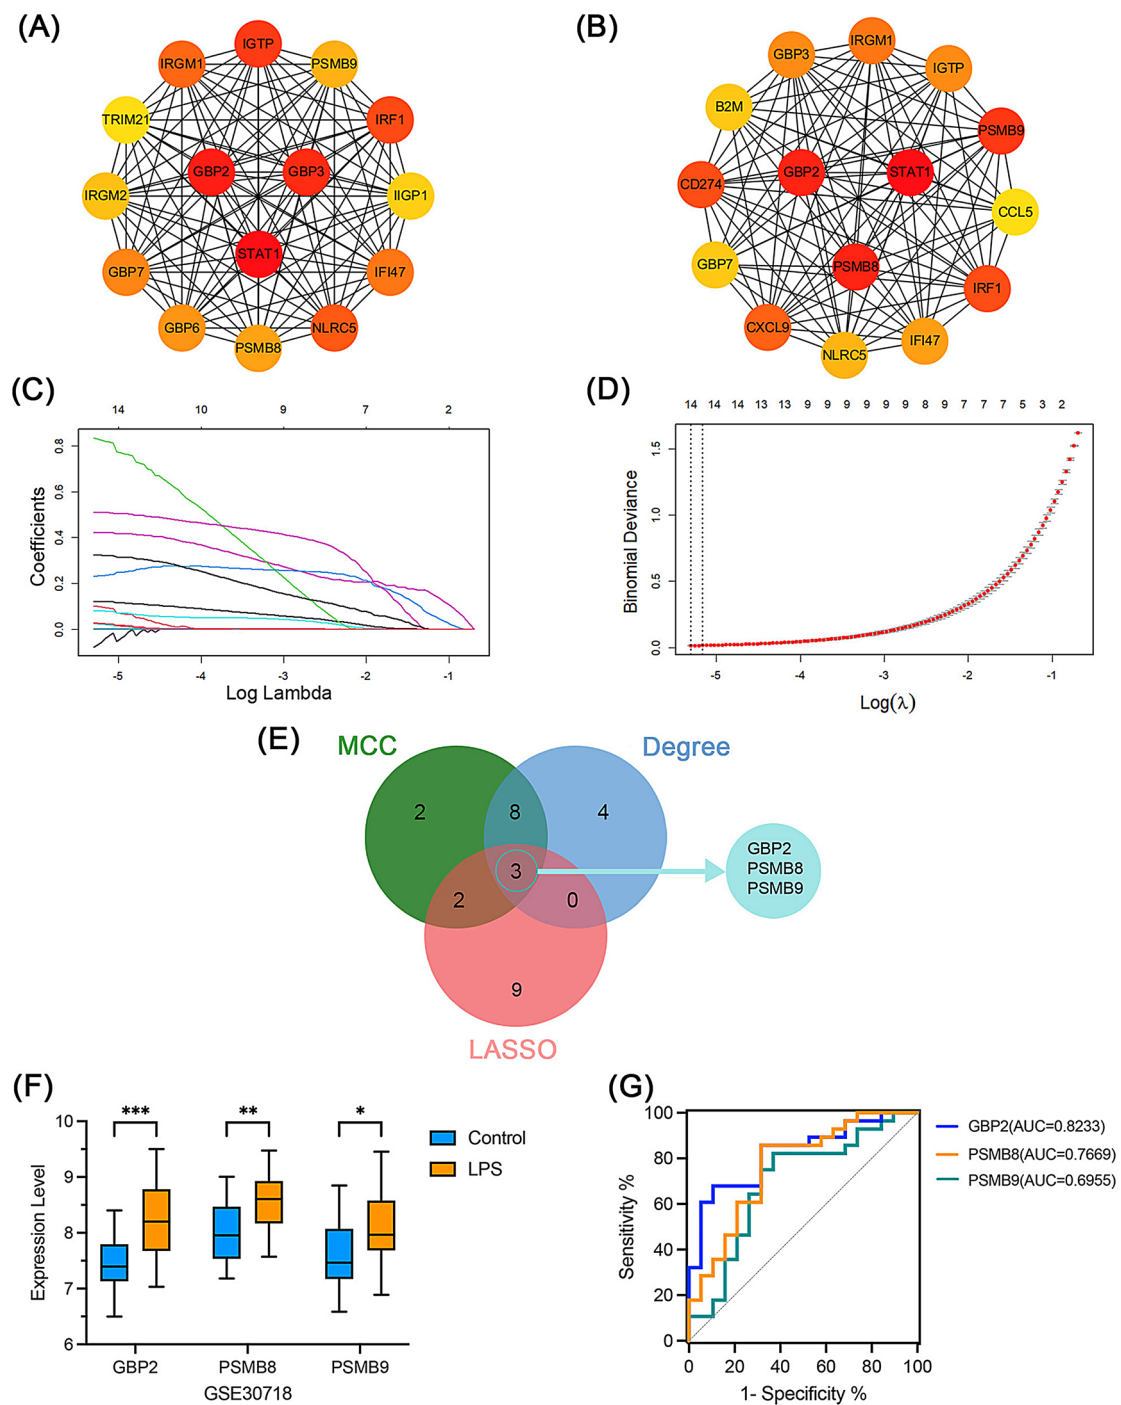 (A)
IGTP
IRGM1
PSMB9
TRIM21
IRF1
GBP2
GBP3
IRGM2
IIGP1
STAT1
GBP7
IFI47
GBP6
NLRC5
PSMB8
(B)
IRGM1
GBP3
IGTP
B2M
PSMB9
GBP2
STAT1
CD274
CCL5
GBP7
PSMB8
IRF1
CXCL9
IFI47
NLRC5
(C)
14 10 9 7 2
Coefficients
0.8
0.6
0.4
0.2
0.0
-5 -4 -3 -2 -1
Log Lambda
(D)
14 14 14 13 13 9 9 9 9 9 9 8 9 7 7 7 5 3 2
Binomial Deviance
1.5
1.0
0.5
0.0
-5 -4 -3 -2 -1
Log(λ)
(E)
MCC
Degree
2 8 4
3
2 0
9
LASSO
GBP2
PSMB8
PSMB9
(F)
Expression Level
10
9
8
7
6
*** ** *
Control
LPS
GBP2 PSMB8 PSMB9
GSE30718
(G)
Sensitivity %
100
80
60
40
20
0
0 20 40 60 80 100
1- Specificity %
GBP2(AUC=0.8233)
PSMB8(AUC=0.7669)
PSMB9(AUC=0.6955)